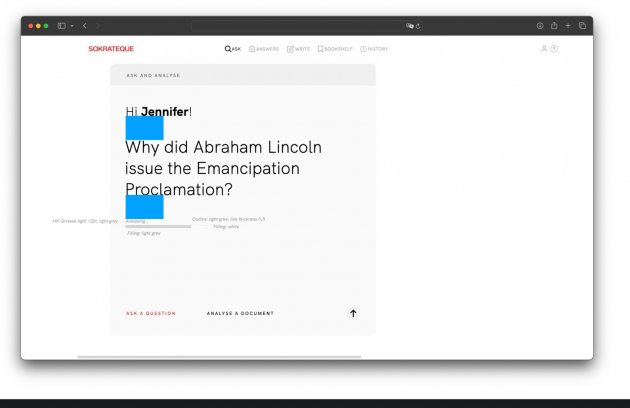 SOKRATEQUE
ASK ANSWERS WRITE BOOKSHELF HISTORY
ASK AND ANALYSE
Hi Jennifer!
Why did Abraham Lincoln
issue the Emancipation
Proclamation?
HK Grotesk light 12pt, light grey
Analysing...
Outline: light grey, line thickness 0,5
Filling: white
Filling: light grey
ASK A QUESTION ANALYSE A DOCUMENT